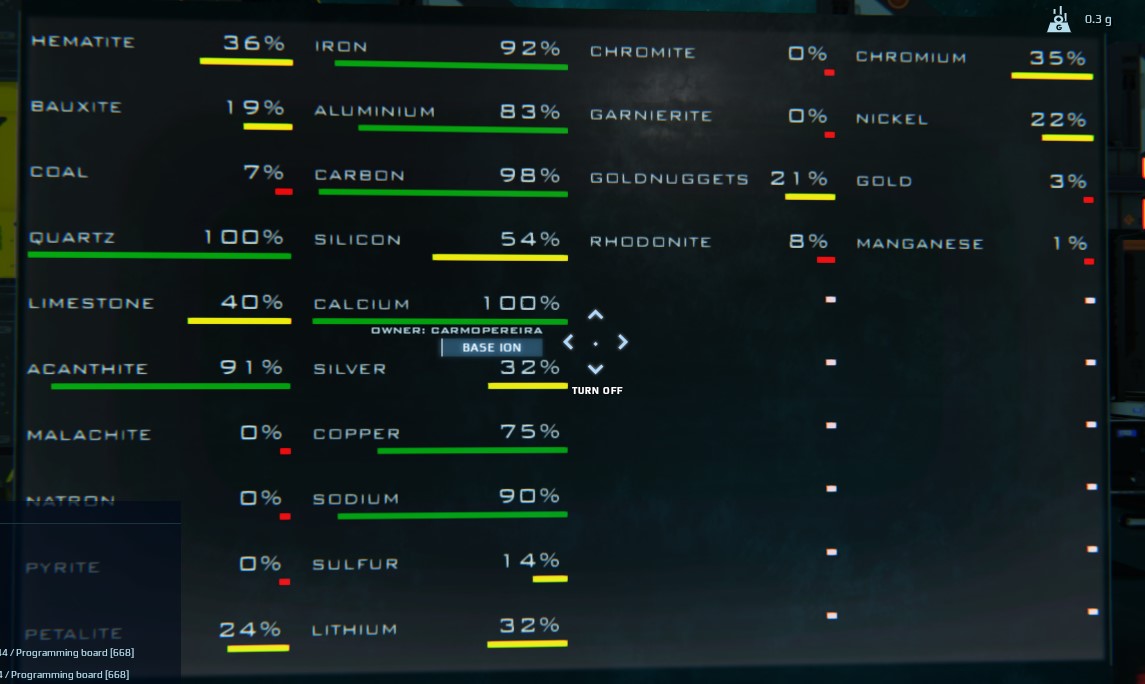 0.3 g
HEMATITE 36% IRON 92% CHROMITE 0% CHROMIUM 35%
BAUXITE 19% ALUMINIUM 83% GARNIERITE 0% NICKEL 22%
COAL 7% CARBON 98% GOLDNUGGETS 21% GOLD 3%
QUARTZ 100% SILICON 54% RHODONITE 8% MANGANESE 1%
LIMESTONE 40% CALCIUM 100%
OWNER: CARMOPEREIRA
BASE ION
ACANTHITE 91% SILVER 32%
TURN OFF
MALACHITE 0% COPPER 75%
NATRON 0% SODIUM 90%
PYRITE 0% SULFUR 14%
PETALITE 24% LITHIUM 32%
4 / Programming board [668]
/ Programming board [668]